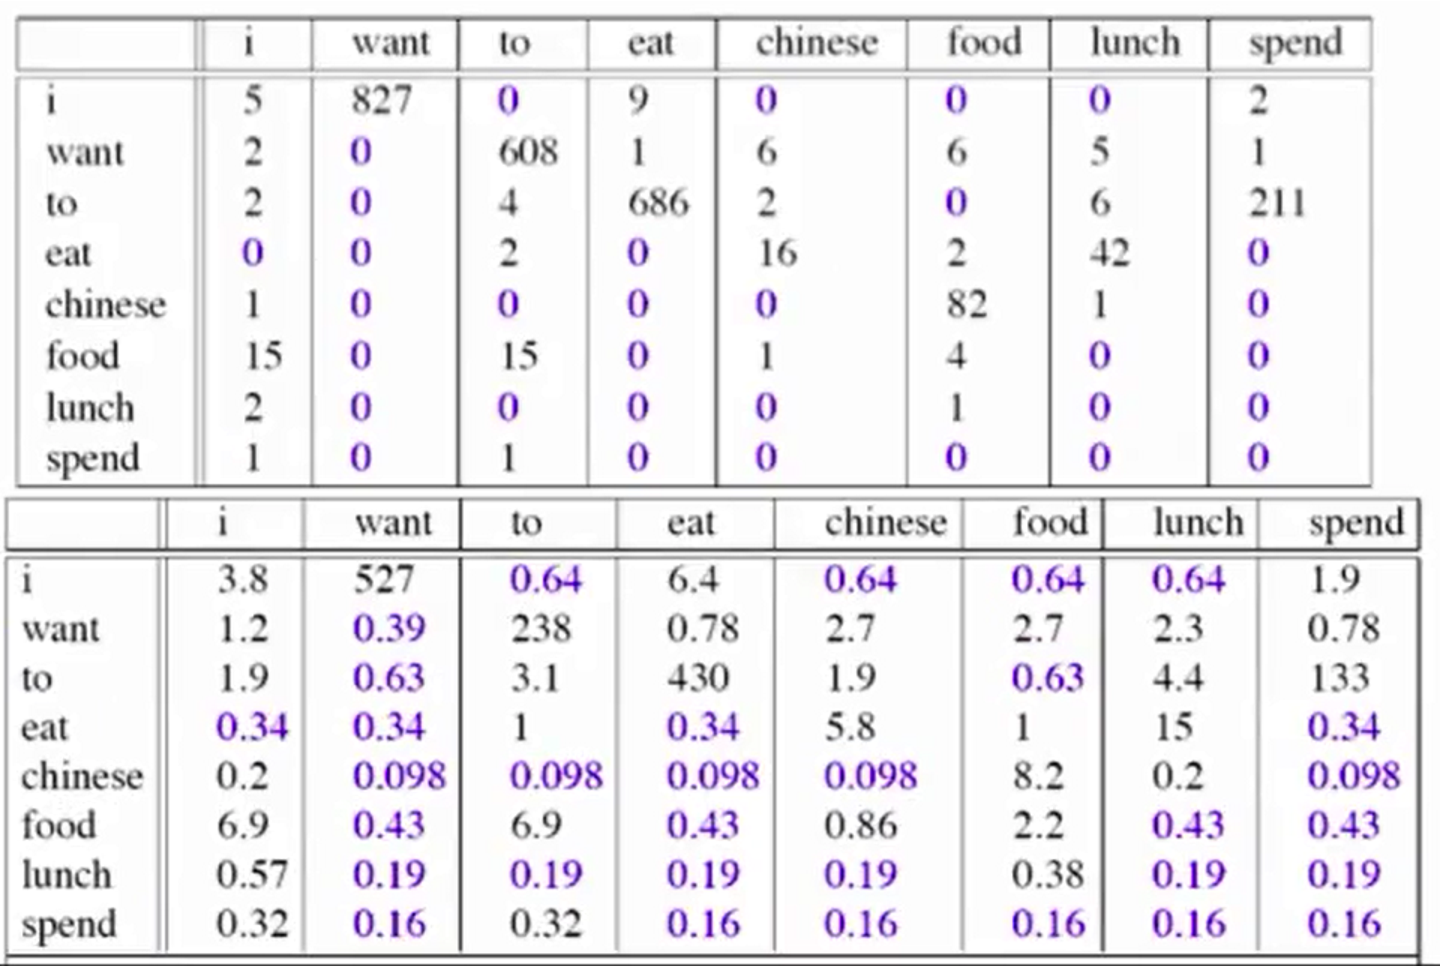 i want to eat chinese food lunch spend
i 5 827 0 9 0 0 0 2
want 2 0 608 1 6 6 5 1
to 2 0 4 686 2 0 6 211
eat 0 0 2 0 16 2 42 0
chinese 1 0 0 0 0 82 1 0
food 15 0 15 0 1 4 0 0
lunch 2 0 0 0 0 1 0 0
spend 1 0 1 0 0 0 0 0
i want to eat chinese food lunch spend
i 3.8 527 0.64 6.4 0.64 0.64 0.64 1.9
want 1.2 0.39 238 0.78 2.7 2.7 2.3 0.78
to 1.9 0.63 3.1 430 1.9 0.63 4.4 133
eat 0.34 0.34 1 0.34 5.8 1 15 0.34
chinese 0.2 0.098 0.098 0.098 0.098 8.2 0.2 0.098
food 6.9 0.43 6.9 0.43 0.86 2.2 0.43 0.43
lunch 0.57 0.19 0.19 0.19 0.19 0.38 0.19 0.19
spend 0.32 0.16 0.32 0.16 0.16 0.16 0.16 0.16